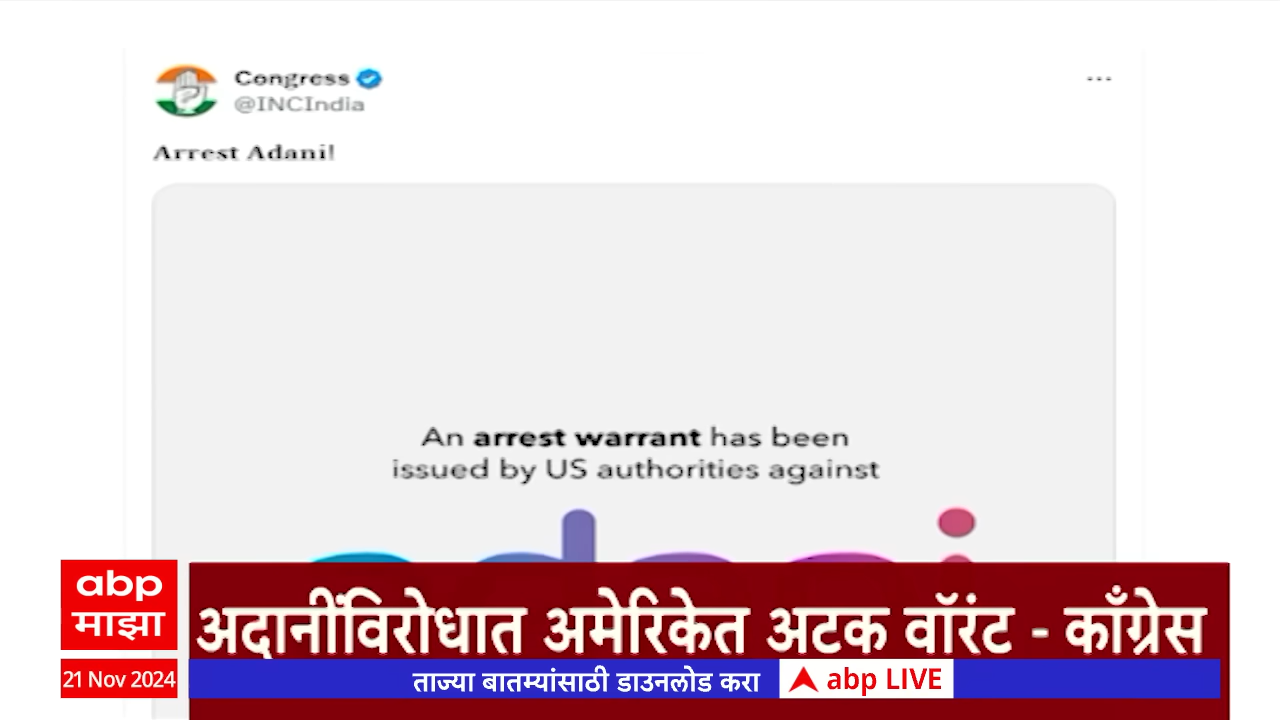 Congress
@INCIndia
Arrest Adani!
An arrest warrant has been
issued by US authorities against
adani
abp
माझा
अदानींविरोधात अमेरिकेत अटक वॉरंट - काँग्रेस
21 Nov 2024
ताज्या बातम्यांसाठी डाउनलोड करा
abp LIVE